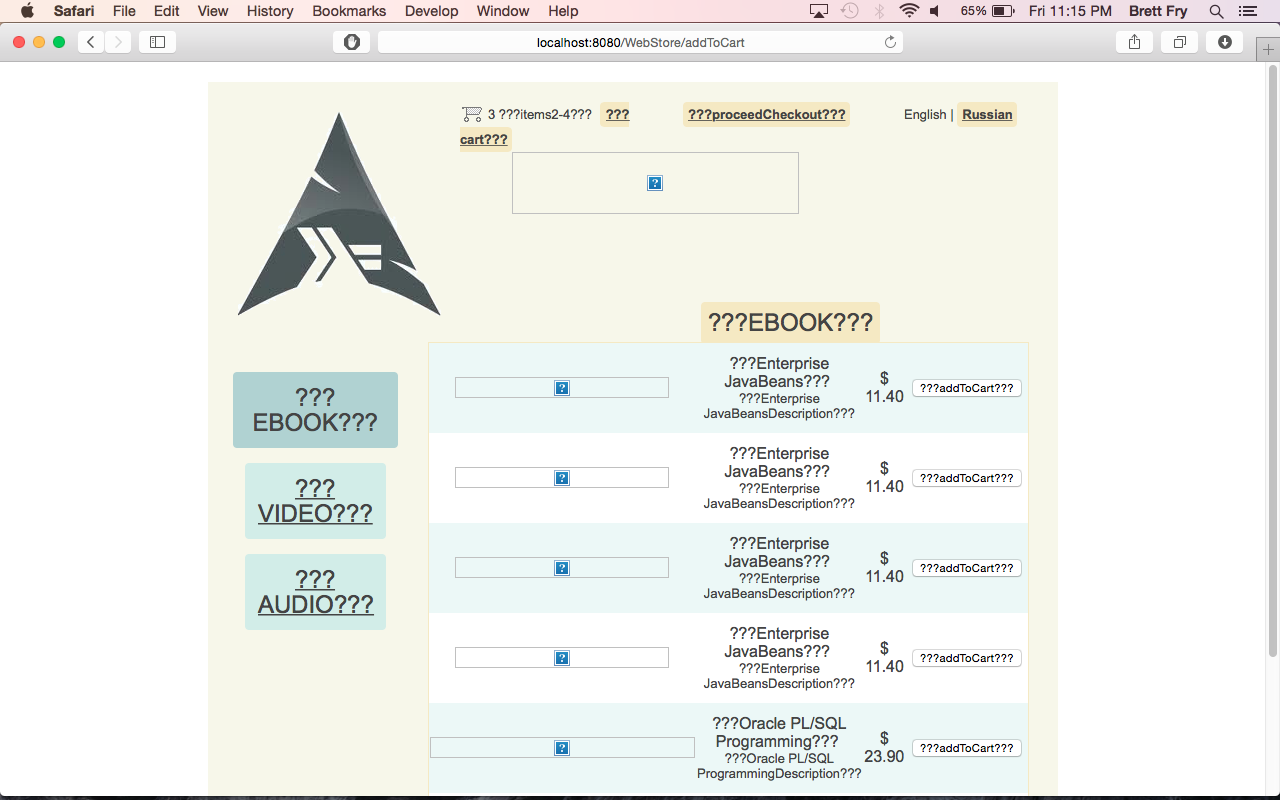 Safari File Edit View History Bookmarks Develop Window Help 65% Fri 11:15 PM Brett Fry
localhost:8080/WebStore/addToCart
3 ???items2-4??? ???
cart???
???proceedCheckout???
English | Russian
???EBOOK???
???
EBOOK???
???
VIDEO???
???
AUDIO???
???Enterprise
JavaBeans???
???Enterprise
JavaBeansDescription???
$
11.40
???addToCart???
???Enterprise
JavaBeans???
???Enterprise
JavaBeansDescription???
$
11.40
???addToCart???
???Enterprise
JavaBeans???
???Enterprise
JavaBeansDescription???
$
11.40
???addToCart???
???Enterprise
JavaBeans???
???Enterprise
JavaBeansDescription???
$
11.40
???addToCart???
???Oracle PL/SQL
Programming???
???Oracle PL/SQL
ProgrammingDescription???
$
23.90
???addToCart???